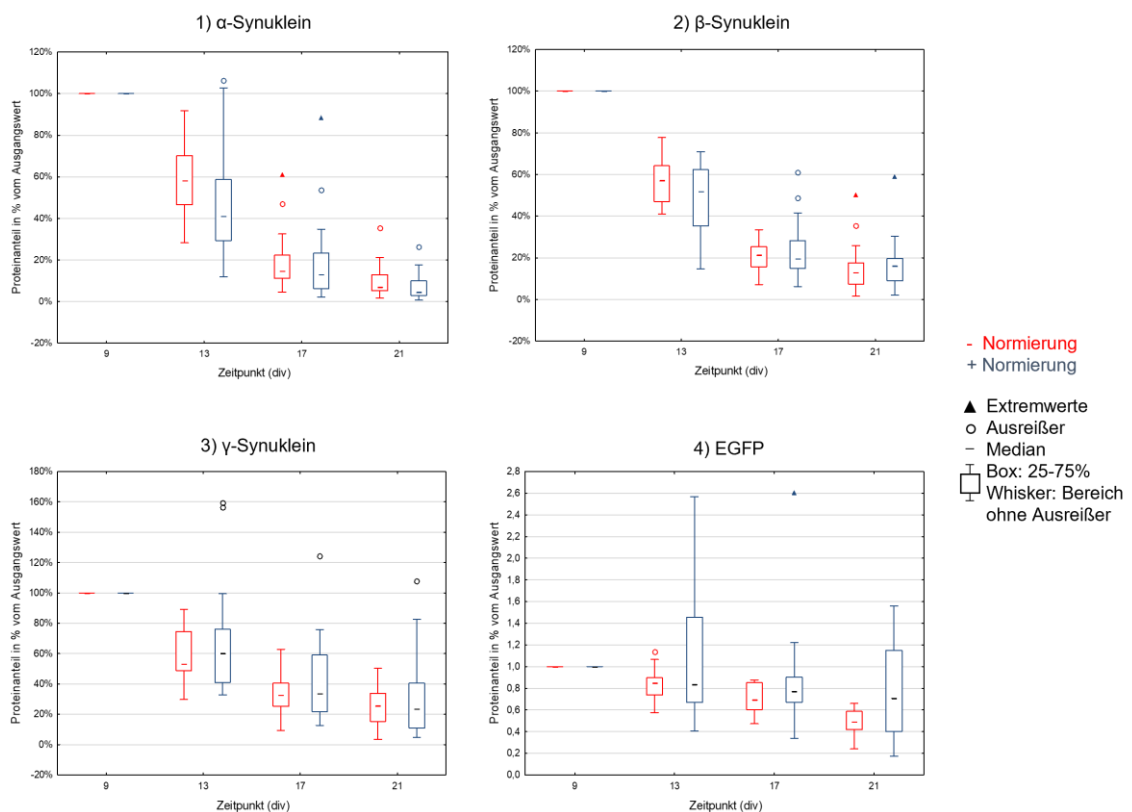 1) α-Synuklein
Proteinanteil in % vom Ausgangswert
120%
100%
80%
60%
40%
20%
0%
-20%
9 13 17 21
Zeitpunkt (div)
2) β-Synuklein
Proteinanteil in % vom Ausgangswert
120%
100%
80%
60%
40%
20%
0%
-20%
9 13 17 21
Zeitpunkt (div)
- Normierung
+ Normierung
Extremwerte
Ausreißer
Median
Box: 25-75%
Whisker: Bereich
ohne Ausreißer
3) γ-Synuklein
Proteinanteil in % vom Ausgangswert
180%
160%
140%
120%
100%
80%
60%
40%
20%
0%
-20%
9 13 17 21
Zeitpunkt (div)
4) EGFP
Proteinanteil in % vom Ausgangswert
2,8
2,6
2,4
2,2
2,0
1,8
1,6
1,4
1,2
1,0
0,8
0,6
0,4
0,2
0,0
9 13 17 21
Zeitpunkt (div)